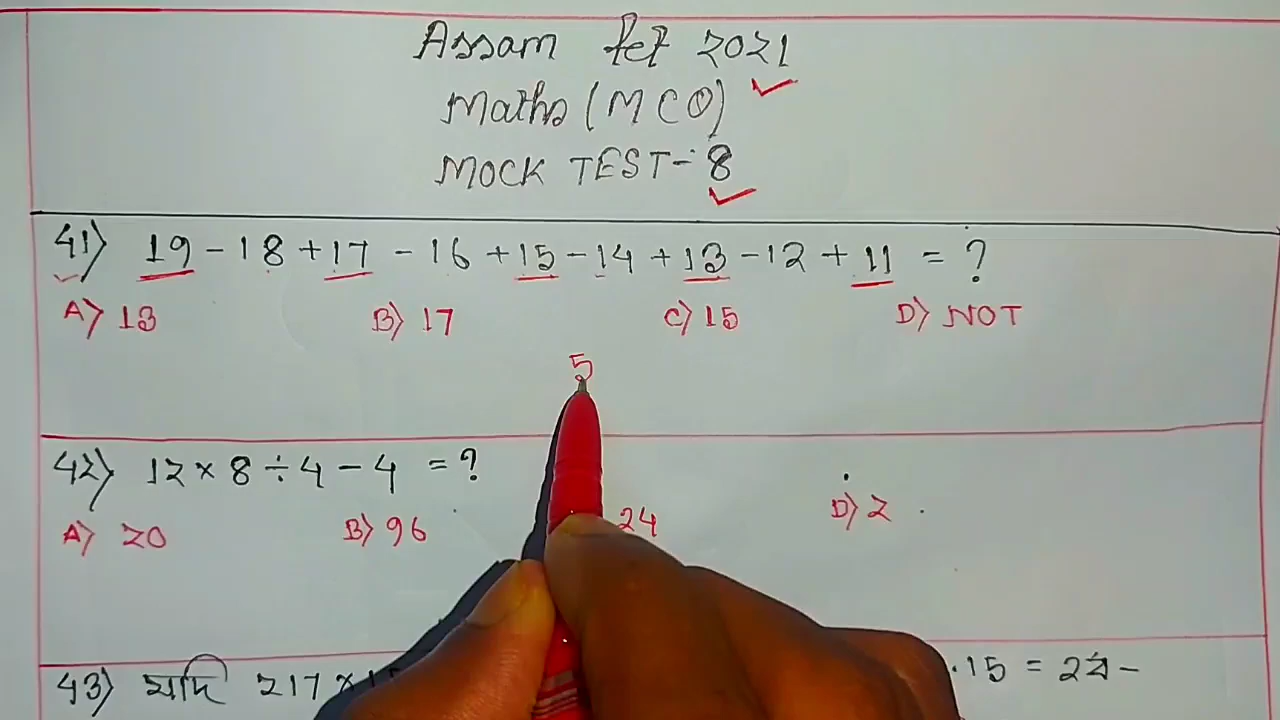 Assam Tet 2021
Maths (MCQ)
MOCK TEST-8
41) 19 - 18 + 17 - 16 + 15 - 14 + 13 - 12 + 11 = ?
A) 13 B) 17 C) 15 D) NOT
5
42) 12 × 8 ÷ 4 - 4 = ?
A) 20 B) 96 24 D) 2
43) যদি 217 × .15 = 2ৰ -